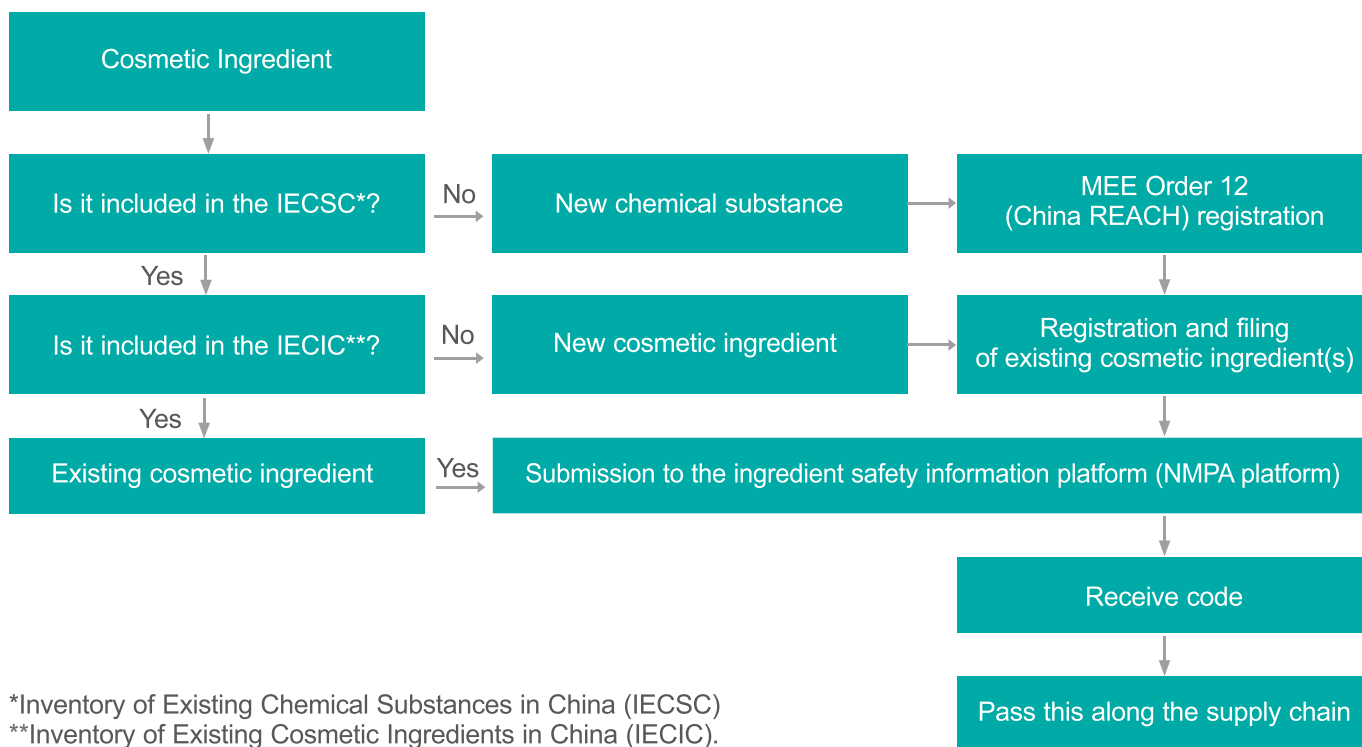 Cosmetic Ingredient
Is it included in the IECSC*?
No
New chemical substance
MEE Order 12
(China REACH) registration
Yes
Is it included in the IECIC**?
No
New cosmetic ingredient
Registration and filing
of existing cosmetic ingredient(s)
Yes
Existing cosmetic ingredient
Yes
Submission to the ingredient safety information platform (NMPA platform)
Receive code
Pass this along the supply chain
*Inventory of Existing Chemical Substances in China (IECSC)
**Inventory of Existing Cosmetic Ingredients in China (IECIC).